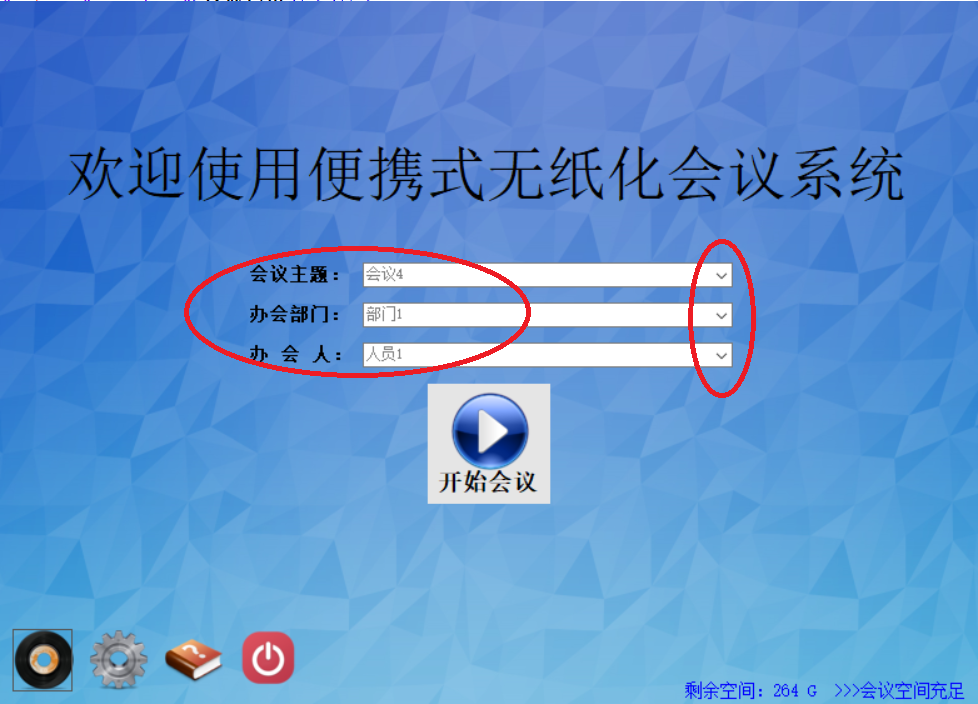 欢迎使用便携式无纸化会议系统
会议主题： 会议4
办会部门： 部门1
办 会 人： 人员1
开始会议
剩余空间：264 G >>>会议空间充足